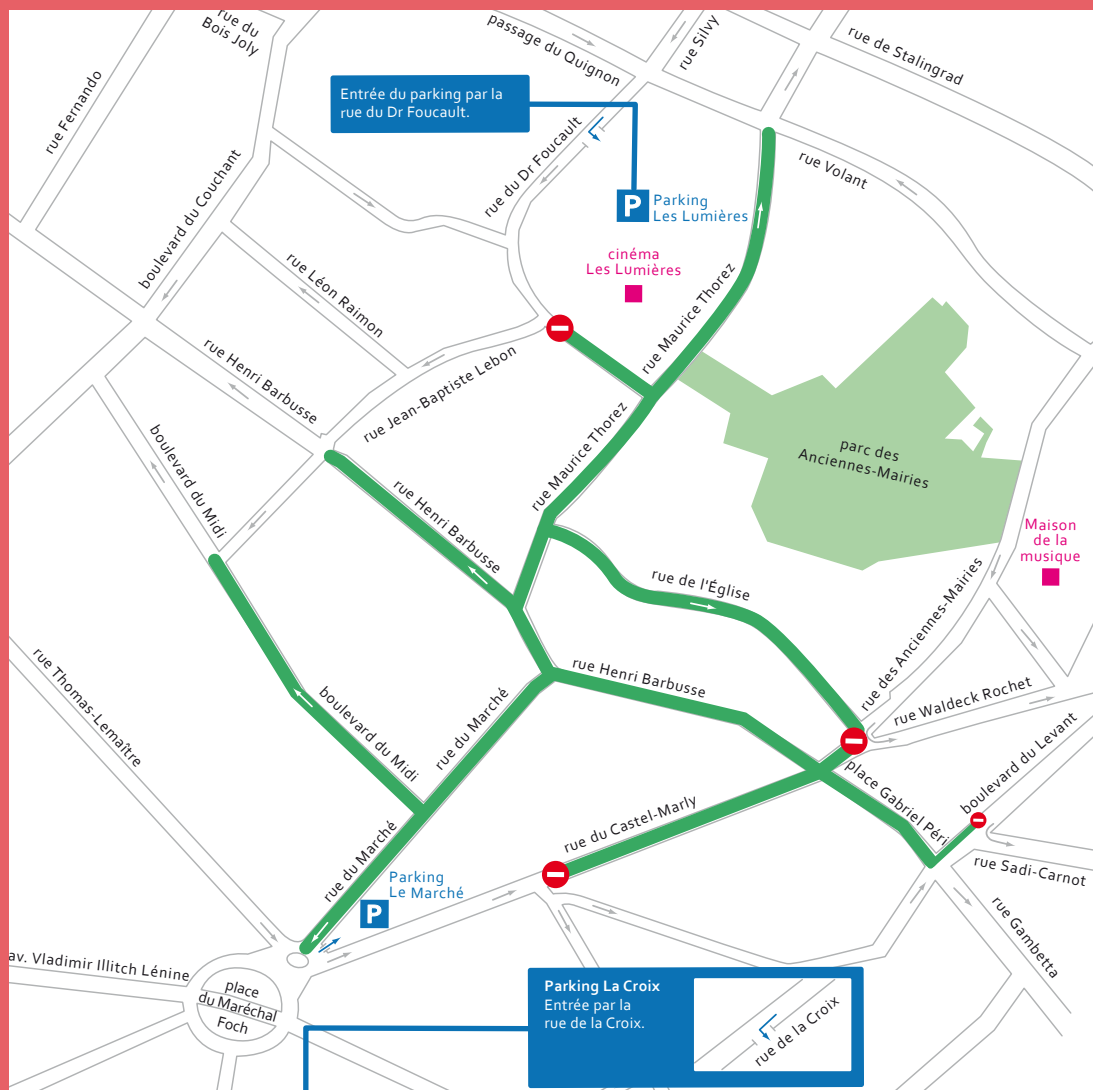 rue du
Bois Joly
passage du Quignon
rue Silvy
rue de Stalingrad
rue Fernando
Entrée du parking par la
rue du Dr Foucault.
rue du Dr Foucault
rue Volant
boulevard du Couchant
P
Parking
Les Lumières
cinéma
Les Lumières
rue Léon Raimon
rue Maurice Thorez
rue Henri Barbusse
rue Jean-Baptiste Lebon
rue Maurice Thorez
parc des
Anciennes-Mairies
boulevard du Midi
rue Henri Barbusse
Maison
de la
musique
rue de l'Église
rue des Anciennes-Mairies
rue Thomas-Lemaître
boulevard du Midi
rue du Marché
rue Henri Barbusse
rue Waldeck Rochet
boulevard du Levant
place Gabriel Péri
rue du Castel-Marly
rue du Marché
Parking
Le Marché
P
rue Sadi-Carnot
rue Gambetta
av. Vladimir Illitch Lénine
place
du Maréchal
Foch
Parking La Croix
Entrée par la
rue de la Croix.
rue de la Croix